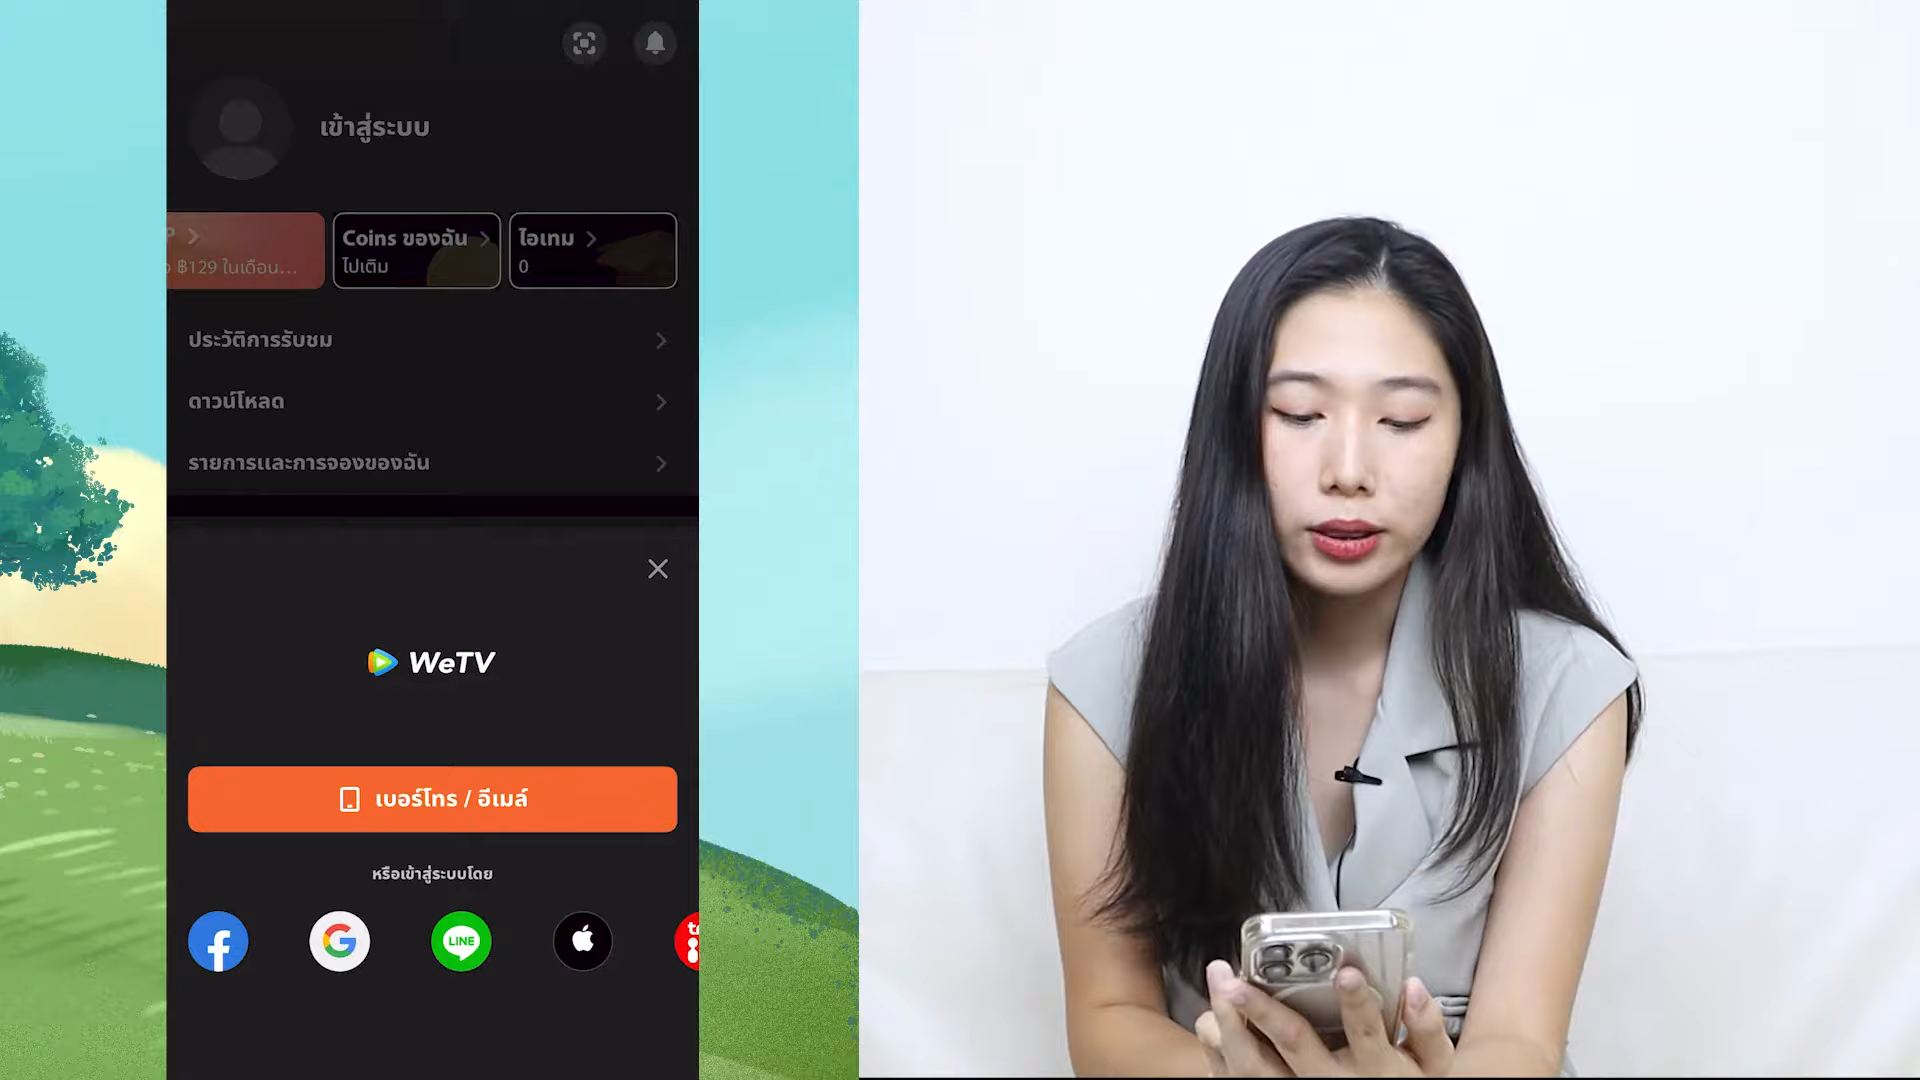 เข้าสู่ระบบ
P
฿129 ในเดือน...
Coins ของฉัน
ไปเติม
ไอเทม
0
ประวัติการรับชม
ดาวน์โหลด
รายการและการจองของฉัน
WeTV
เบอร์โทร / อีเมล์
หรือเข้าสู่ระบบโดย
LINE